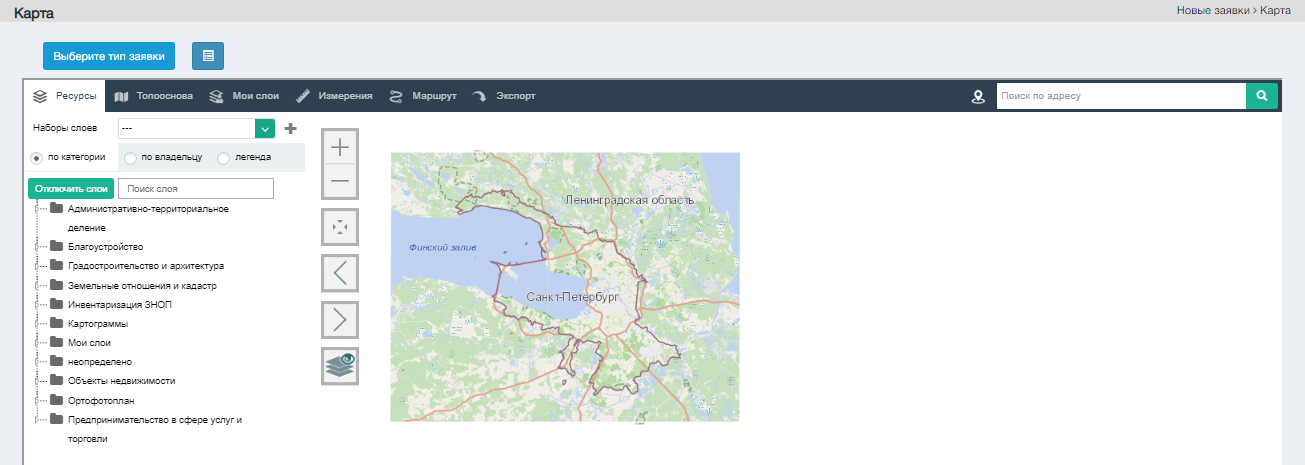 Карта
Новые заявки > Карта
Выберите тип заявки
Ресурсы
Топооснова
Мои слои
Измерения
Маршрут
Экспорт
Поиск по адресу
Наборы слоев
---
по категории
по владельцу
легенда
Отключить слои
Поиск слоя
Административно-территориальное
деление
Благоустройство
Градостроительство и архитектура
Земельные отношения и кадастр
Инвентаризация ЗНОП
Картограммы
Мои слои
неопределено
Объекты недвижимости
Ортофотоплан
Предпринимательство в сфере услуг и
торговли
Ленинградская область
Финский залив
Санкт-Петербург